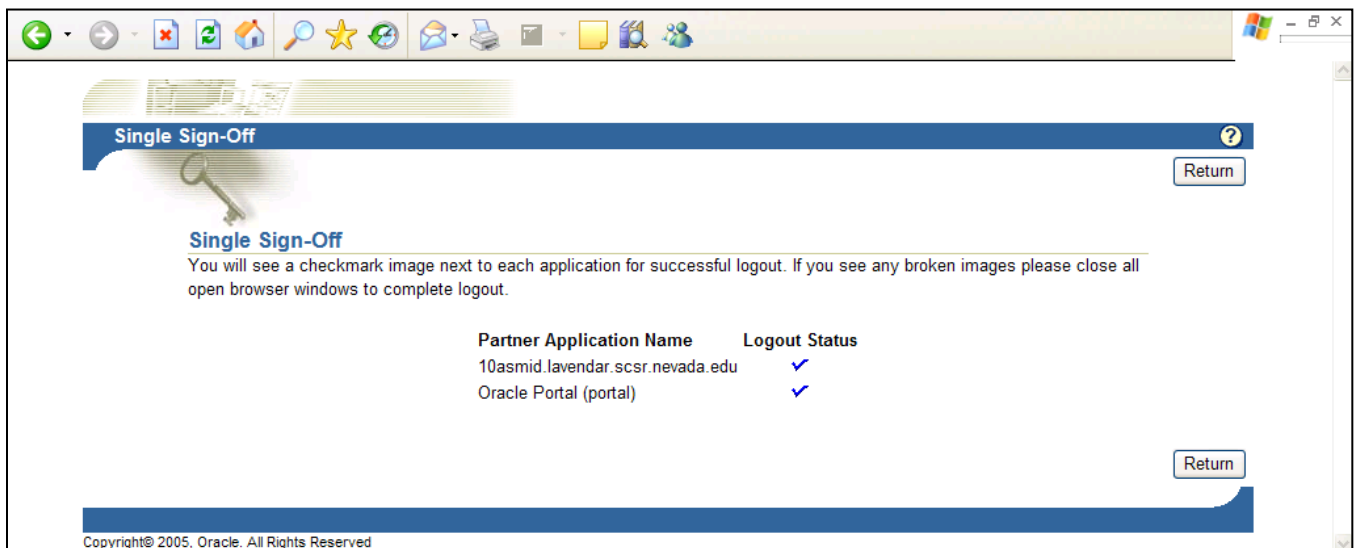 Single Sign-Off
?
Return
Single Sign-Off
You will see a checkmark image next to each application for successful logout. If you see any broken images please close all
open browser windows to complete logout.
Partner Application Name Logout Status
10asmid.lavendar.scsr.nevada.edu
Oracle Portal (portal)
Return
Copyright© 2005, Oracle. All Rights Reserved